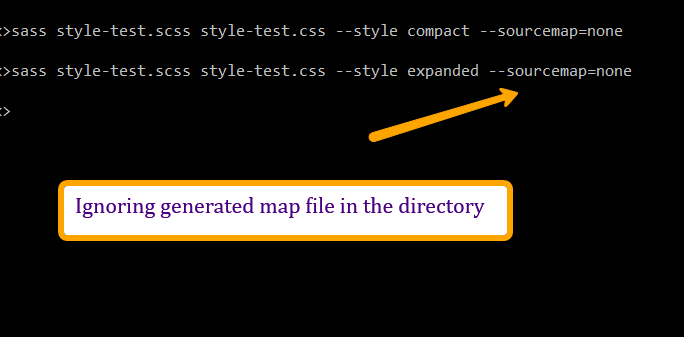 >sass style-test.scss style-test.css --style compact --sourcemap=none
>sass style-test.scss style-test.css --style expanded --sourcemap=none
>
Ignoring generated map file in the directory